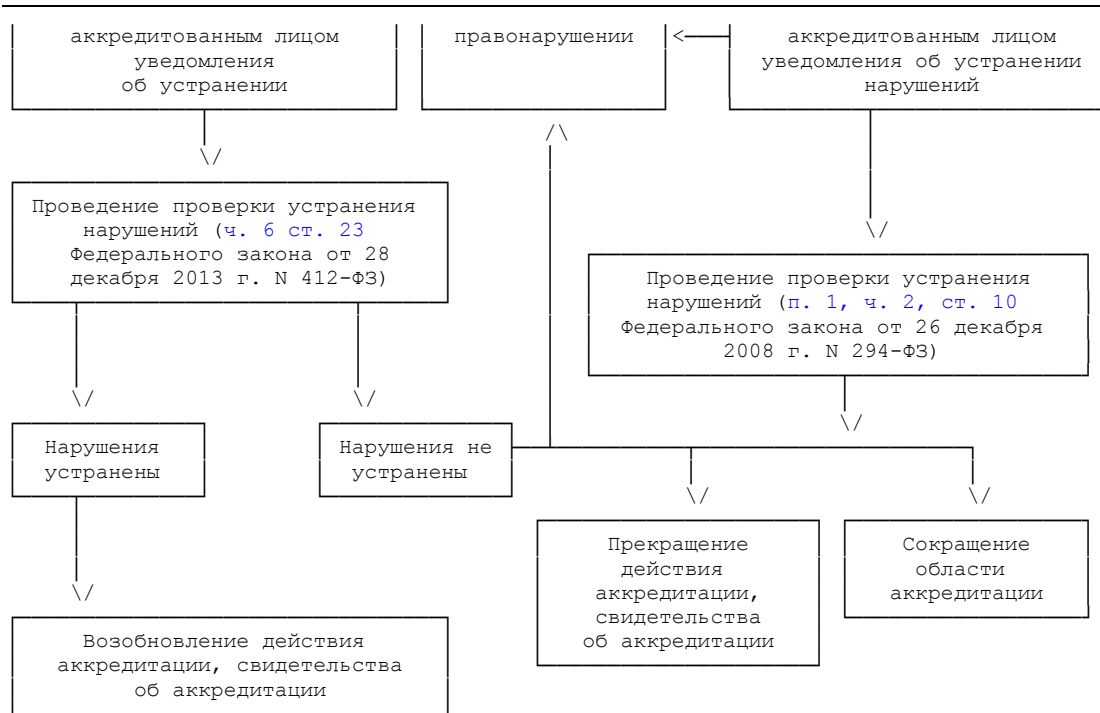 аккредитованным лицом
уведомления
об устранении
правонарушении
аккредитованным лицом
уведомления об устранении
нарушений
Проведение проверки устранения
нарушений (ч. 6 ст. 23
Федерального закона от 28
декабря 2013 г. N 412-ФЗ)
Проведение проверки устранения
нарушений (п. 1, ч. 2, ст. 10
Федерального закона от 26 декабря
2008 г. N 294-ФЗ)
Нарушения
устранены
Нарушения не
устранены
Прекращение
действия
аккредитации,
свидетельства
об аккредитации
Сокращение
области
аккредитации
Возобновление действия
аккредитации, свидетельства
об аккредитации